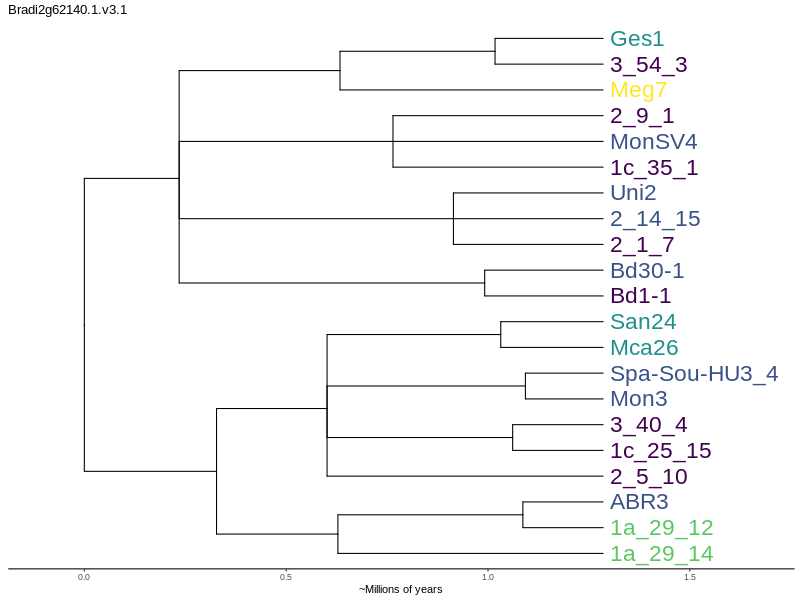 Bradi2g62140.1.v3.1
Ges1
3_54_3
Meg7
2_9_1
MonSV4
1c_35_1
Uni2
2_14_15
2_1_7
Bd30-1
Bd1-1
San24
Mca26
Spa-Sou-HU3_4
Mon3
3_40_4
1c_25_15
2_5_10
ABR3
1a_29_12
1a_29_14
0.0 0.5 1.0 1.5
~Millions of years